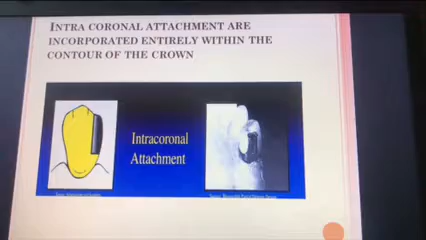 INTRA CORONAL ATTACHMENT ARE
INCORPORATED ENTIRELY WITHIN THE
CONTOUR OF THE CROWN
Intracoronal
Attachment